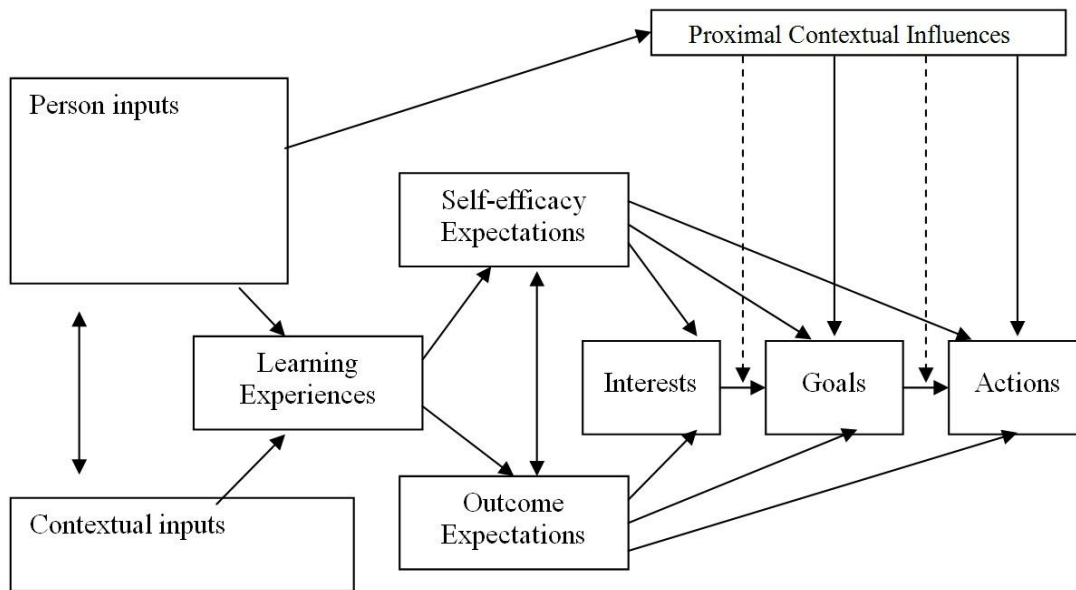 Proximal Contextual Influences
Person inputs
Self-efficacy
Expectations
Learning
Experiences
Interests
Goals
Actions
Outcome
Expectations
Contextual inputs